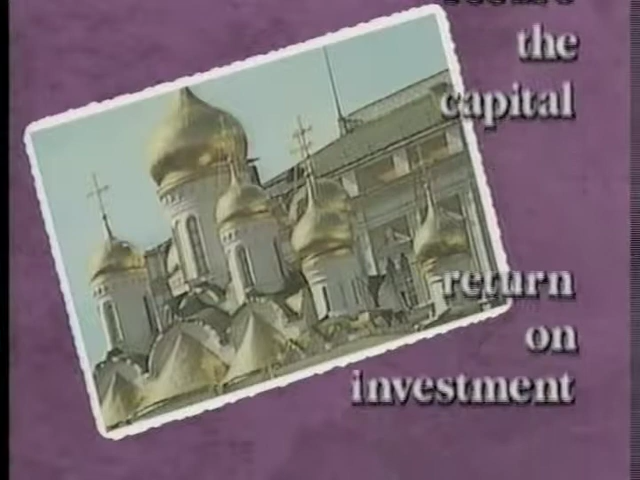 the
capital
return
on
investment